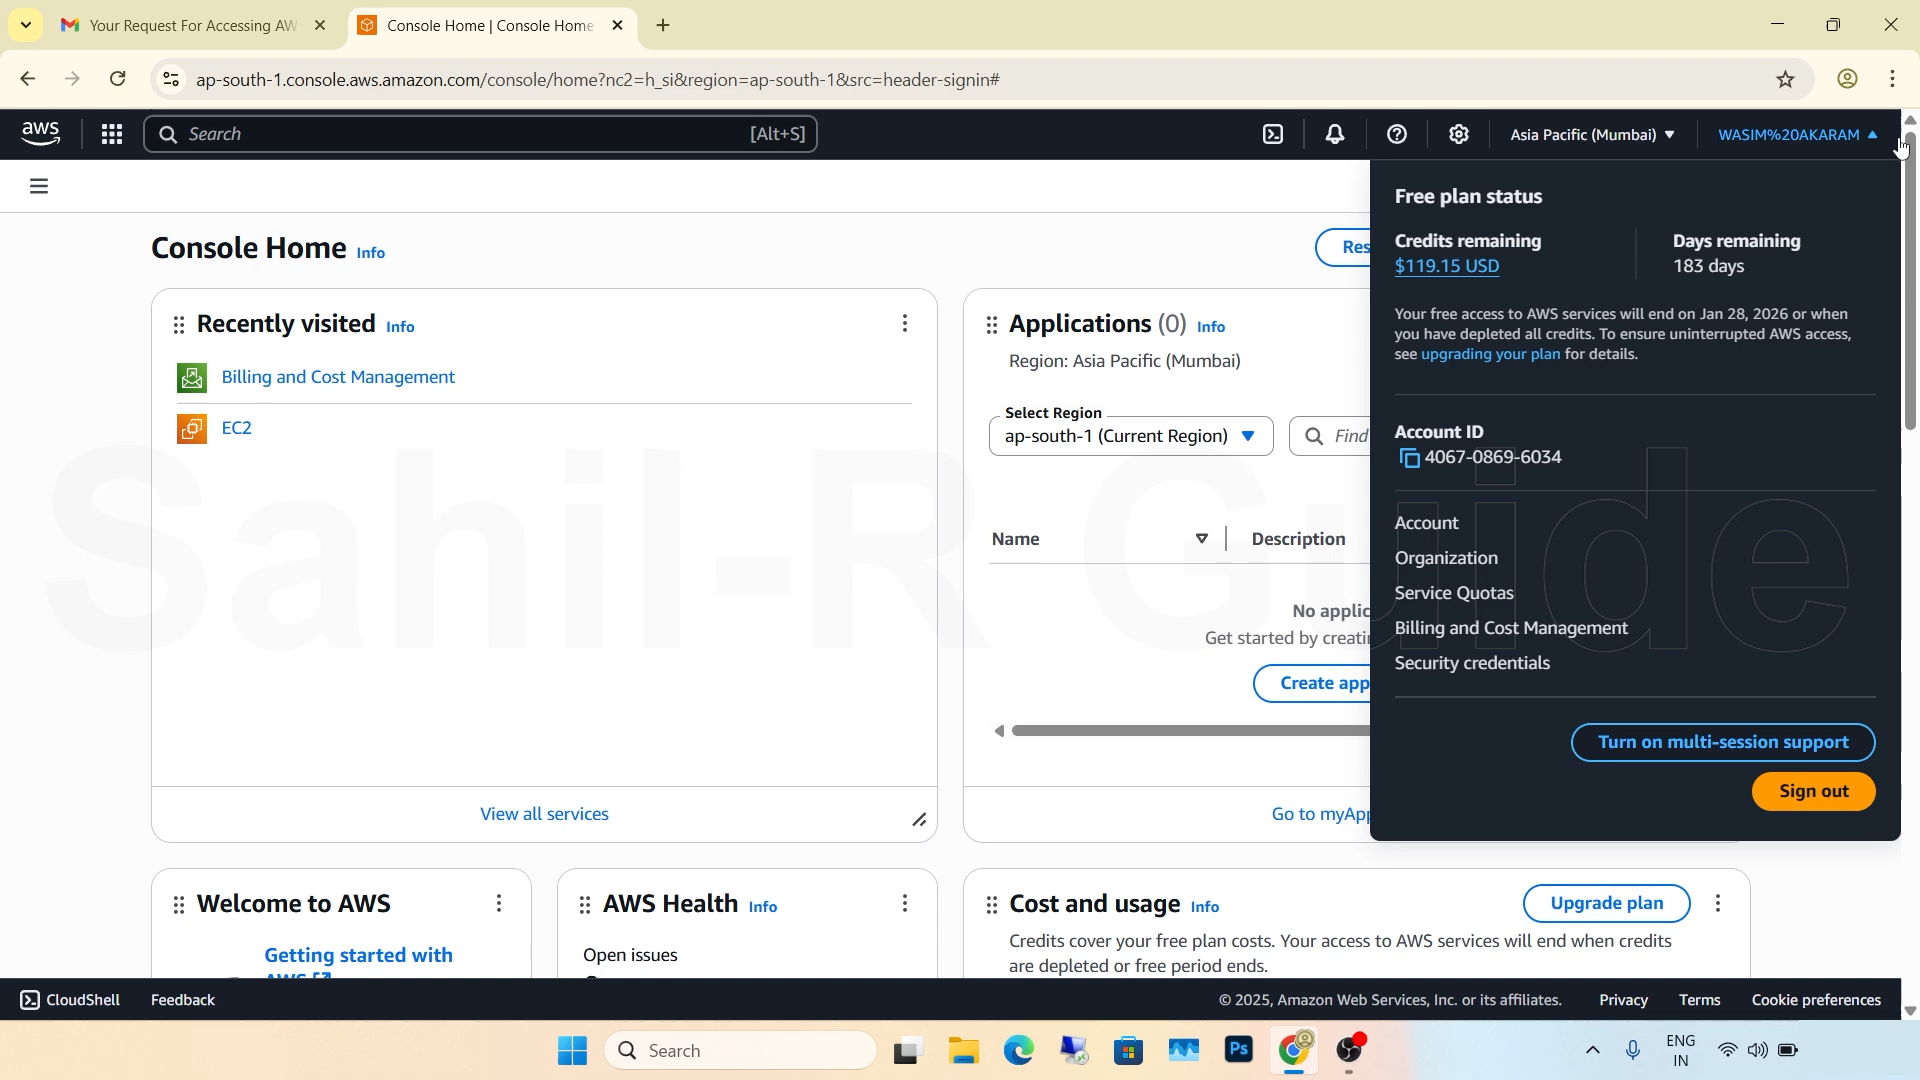 Your Request For Accessing AW
Console Home | Console Home
ap-south-1.console.aws.amazon.com/console/home?nc2=h_si&region=ap-south-1&src=header-signin#
aws
Search
[Alt+S]
Asia Pacific (Mumbai)
WASIM%20AKARAM
Console Home Info
Res
Recently visited Info
Billing and Cost Management
EC2
View all services
Applications (0) Info
Region: Asia Pacific (Mumbai)
Select Region
ap-south-1 (Current Region)
Find
Name
Description
No applic
Get started by creati
Create app
Go to myApp
Free plan status
Credits remaining
$119.15 USD
Days remaining
183 days
Your free access to AWS services will end on Jan 28, 2026 or when
you have depleted all credits. To ensure uninterrupted AWS access,
see upgrading your plan for details.
Account ID
4067-0869-6034
Account
Organization
Service Quotas
Billing and Cost Management
Security credentials
Turn on multi-session support
Sign out
Sahil-R Guide
Welcome to AWS
Getting started with
AWS
AWS Health Info
Open issues
Cost and usage Info
Upgrade plan
Credits cover your free plan costs. Your access to AWS services will end when credits
are depleted or free period ends.
CloudShell
Feedback
© 2025, Amazon Web Services, Inc. or its affiliates.
Privacy
Terms
Cookie preferences
Search
Ps
ENG
IN